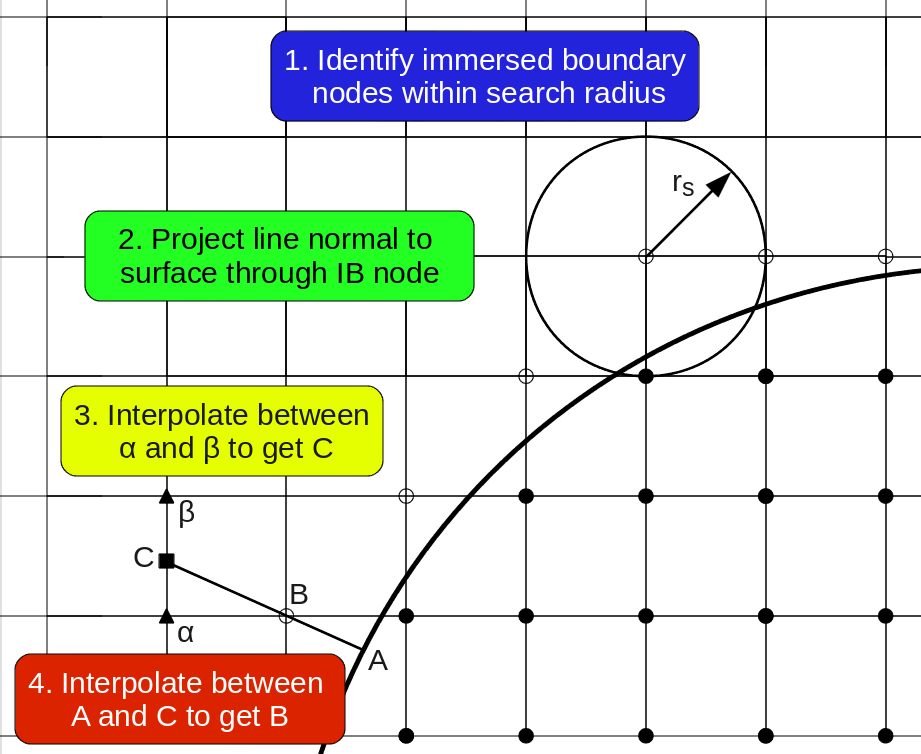 1. Identify immersed boundary
nodes within search radius
rS
2. Project line normal to
surface through IB node
3. Interpolate between
α and β to get C
β
C
B
α
A
4. Interpolate between
A and C to get B